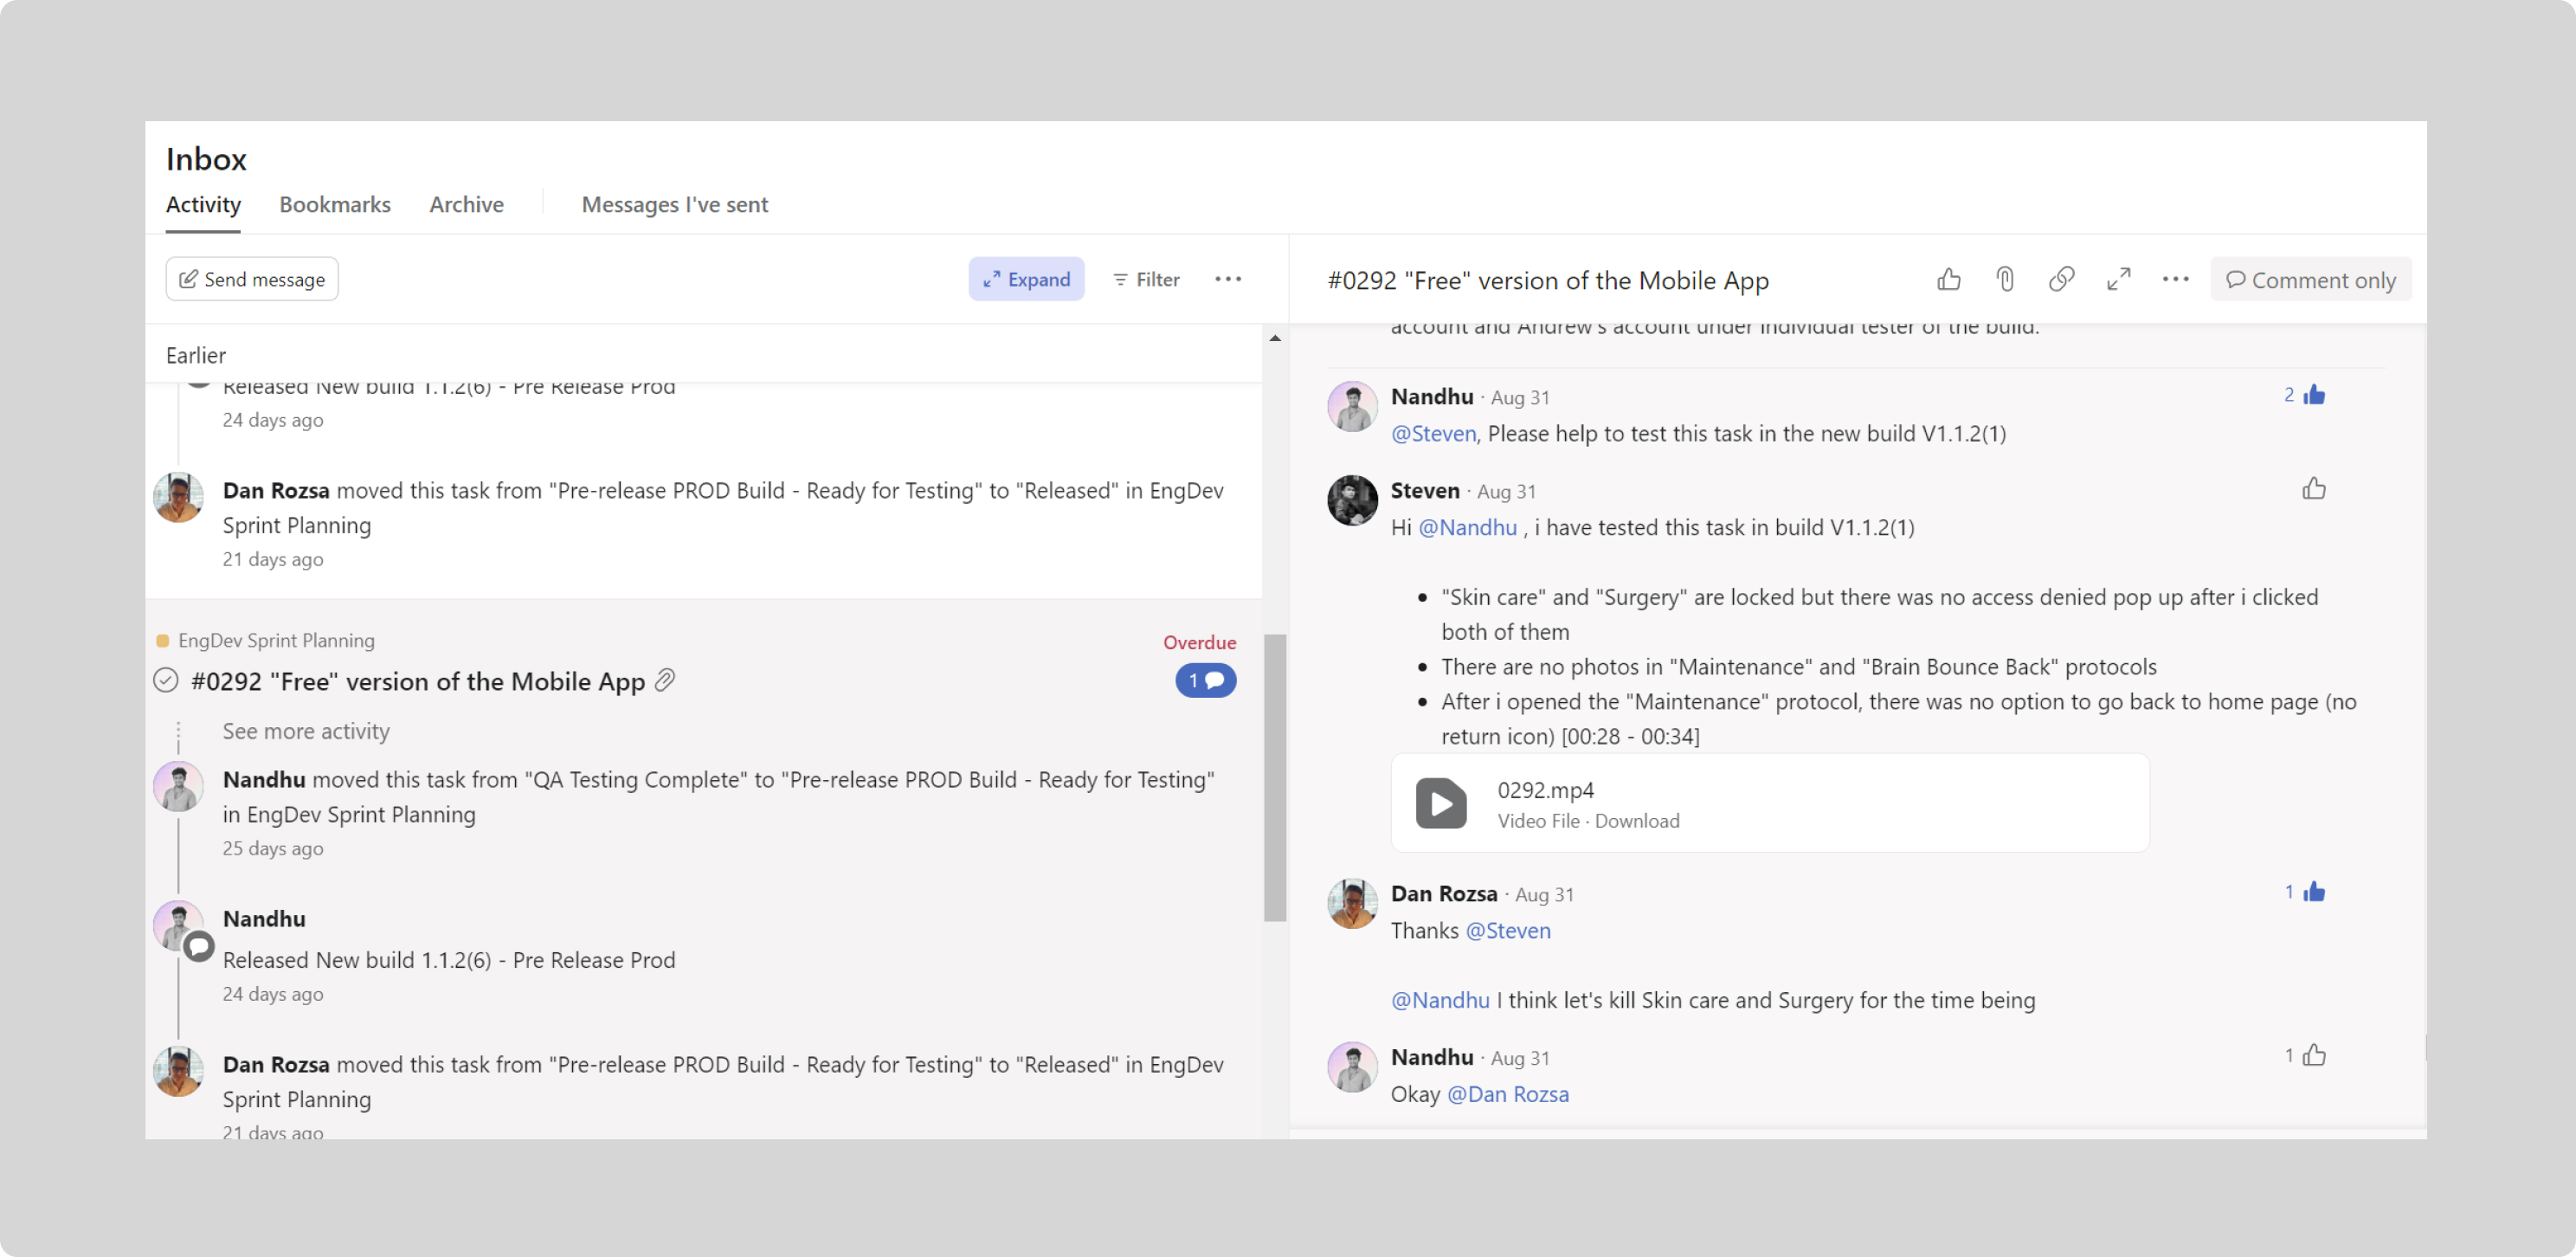 Inbox
Activity Bookmarks Archive Messages I've sent
Send message Expand Filter
Earlier
Released New build 1.1.2(6) - Pre Release Prod
24 days ago
Dan Rozsa moved this task from "Pre-release PROD Build - Ready for Testing" to "Released" in EngDev
Sprint Planning
21 days ago
EngDev Sprint Planning
Overdue
#0292 "Free" version of the Mobile App
1
See more activity
Nandhu moved this task from "QA Testing Complete" to "Pre-release PROD Build - Ready for Testing"
in EngDev Sprint Planning
25 days ago
Nandhu
Released New build 1.1.2(6) - Pre Release Prod
24 days ago
Dan Rozsa moved this task from "Pre-release PROD Build - Ready for Testing" to "Released" in EngDev
Sprint Planning
21 days ago
#0292 "Free" version of the Mobile App
Comment only
account and Andrew's account under individual tester of the build.
Nandhu · Aug 31
2
@Steven, Please help to test this task in the new build V1.1.2(1)
Steven · Aug 31
Hi @Nandhu , i have tested this task in build V1.1.2(1)
• "Skin care" and "Surgery" are locked but there was no access denied pop up after i clicked
both of them
• There are no photos in "Maintenance" and "Brain Bounce Back" protocols
• After i opened the "Maintenance" protocol, there was no option to go back to home page (no
return icon) [00:28 - 00:34]
0292.mp4
Video File · Download
Dan Rozsa · Aug 31
1
Thanks @Steven
@Nandhu I think let's kill Skin care and Surgery for the time being
Nandhu · Aug 31
1
Okay @Dan Rozsa